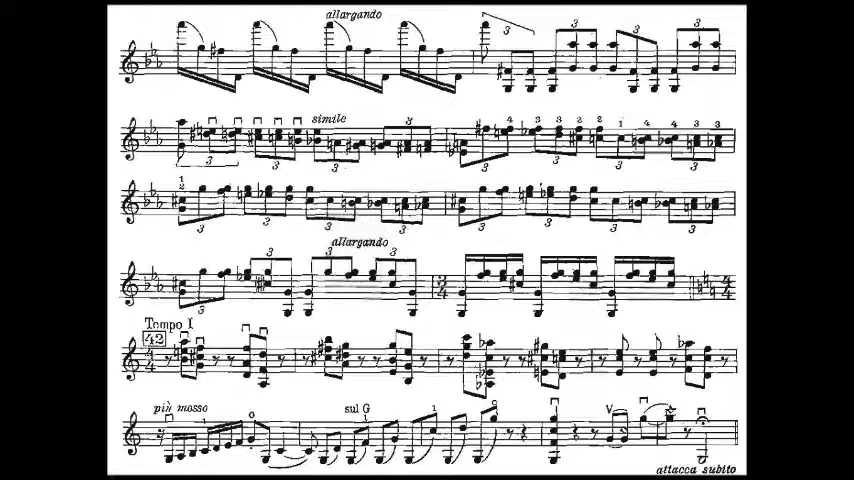 allargando
simile
allargando
Tempo I
42
più mosso
sul G
attacca subito